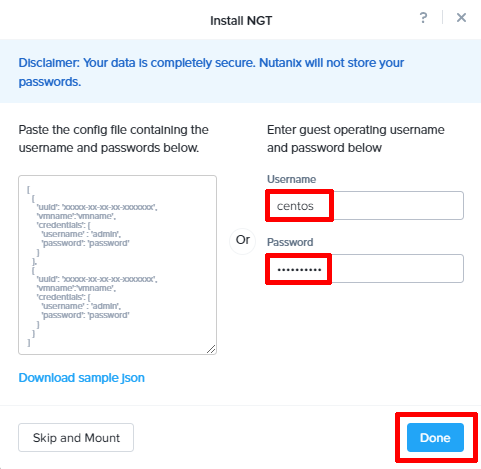 Install NGT
?
Disclaimer: Your data is completely secure. Nutanix will not store your
passwords.
Paste the config file containing the
username and passwords below.
[
[
'uuid': 'xxxxx-xx-xx-xx-xxxxxxx',
'vmname':'vmname',
'credentials': [
'username' : 'admin',
'password': 'password'
]
],
[
'uuid': 'xxxxx-xx-xx-xx-xxxxxxx',
'vmname':'vmname',
'credentials': [
'username' : 'admin',
'password': 'password'
]
]
]
Download sample json
Or
Enter guest operating username
and password below
Username
centos
Password
••••••••••
Skip and Mount
Done